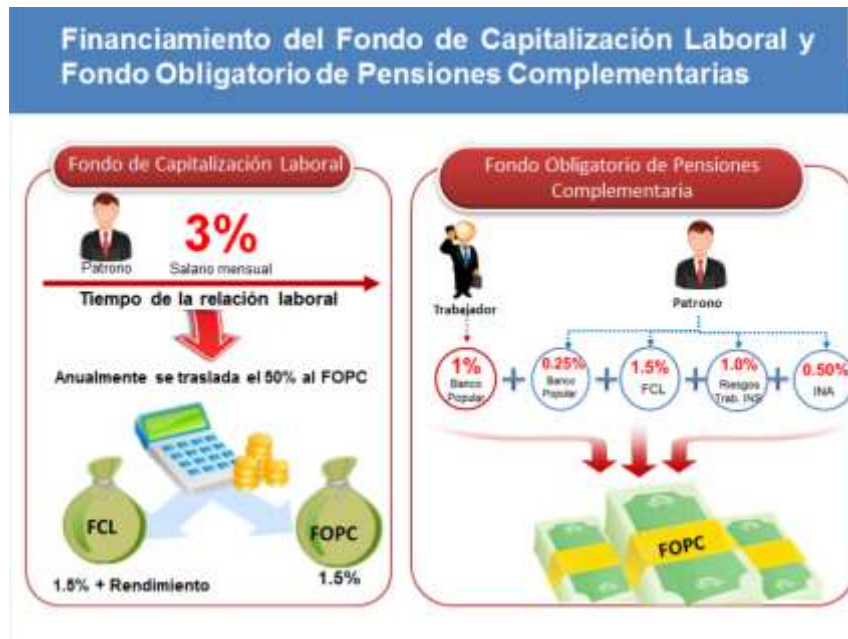 Financiamiento del Fondo de Capitalización Laboral y
Fondo Obligatorio de Pensiones Complementarias
Fondo de Capitalización Laboral
Patrono
3%
Salario mensual
Tiempo de la relación laboral
Anualmente se traslada el 50% al FOPC
FCL
FOPC
1.5% + Rendimiento
1.5%
Fondo Obligatorio de Pensiones
Complementaria
Trabajador
Patrono
1%
Banco
Popular
+
0.25%
Banco
Popular
+
1.5%
FCL
+
1.0%
Riesgos
Trab. INS
+
0.50%
INA
FOPC